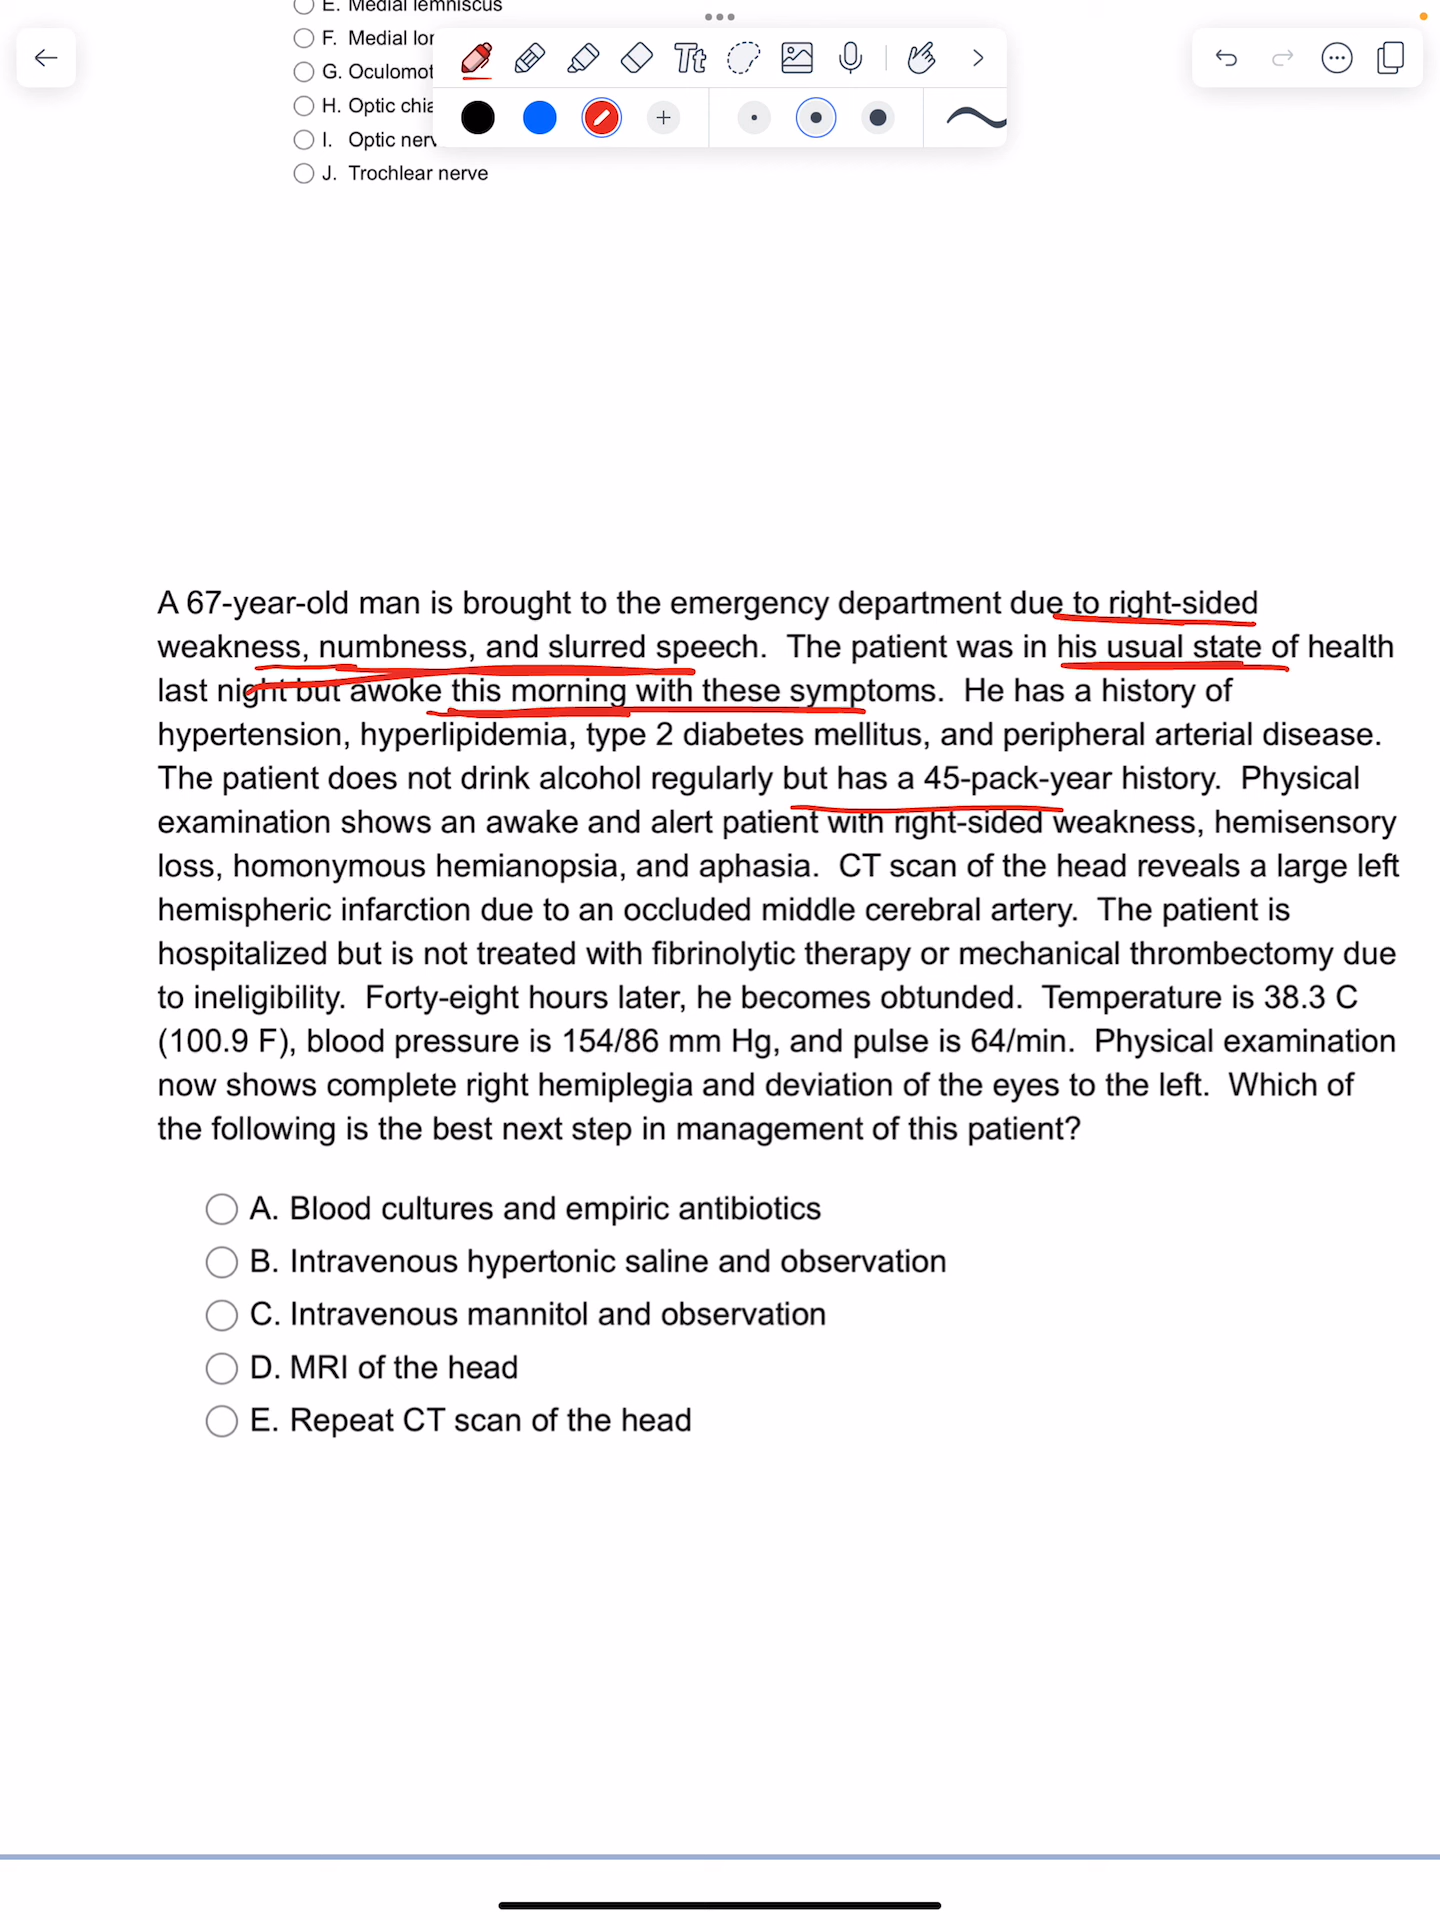 E. Medial lemniscus
F. Medial lor
G. Oculomot
H. Optic chia
I. Optic nerv
J. Trochlear nerve
Tt
A 67-year-old man is brought to the emergency department due to right-sided
weakness, numbness, and slurred speech. The patient was in his usual state of health
last night but awoke this morning with these symptoms. He has a history of
hypertension, hyperlipidemia, type 2 diabetes mellitus, and peripheral arterial disease.
The patient does not drink alcohol regularly but has a 45-pack-year history. Physical
examination shows an awake and alert patient with right-sided weakness, hemisensory
loss, homonymous hemianopsia, and aphasia. CT scan of the head reveals a large left
hemispheric infarction due to an occluded middle cerebral artery. The patient is
hospitalized but is not treated with fibrinolytic therapy or mechanical thrombectomy due
to ineligibility. Forty-eight hours later, he becomes obtunded. Temperature is 38.3 C
(100.9 F), blood pressure is 154/86 mm Hg, and pulse is 64/min. Physical examination
now shows complete right hemiplegia and deviation of the eyes to the left. Which of
the following is the best next step in management of this patient?
A. Blood cultures and empiric antibiotics
B. Intravenous hypertonic saline and observation
C. Intravenous mannitol and observation
D. MRI of the head
E. Repeat CT scan of the head